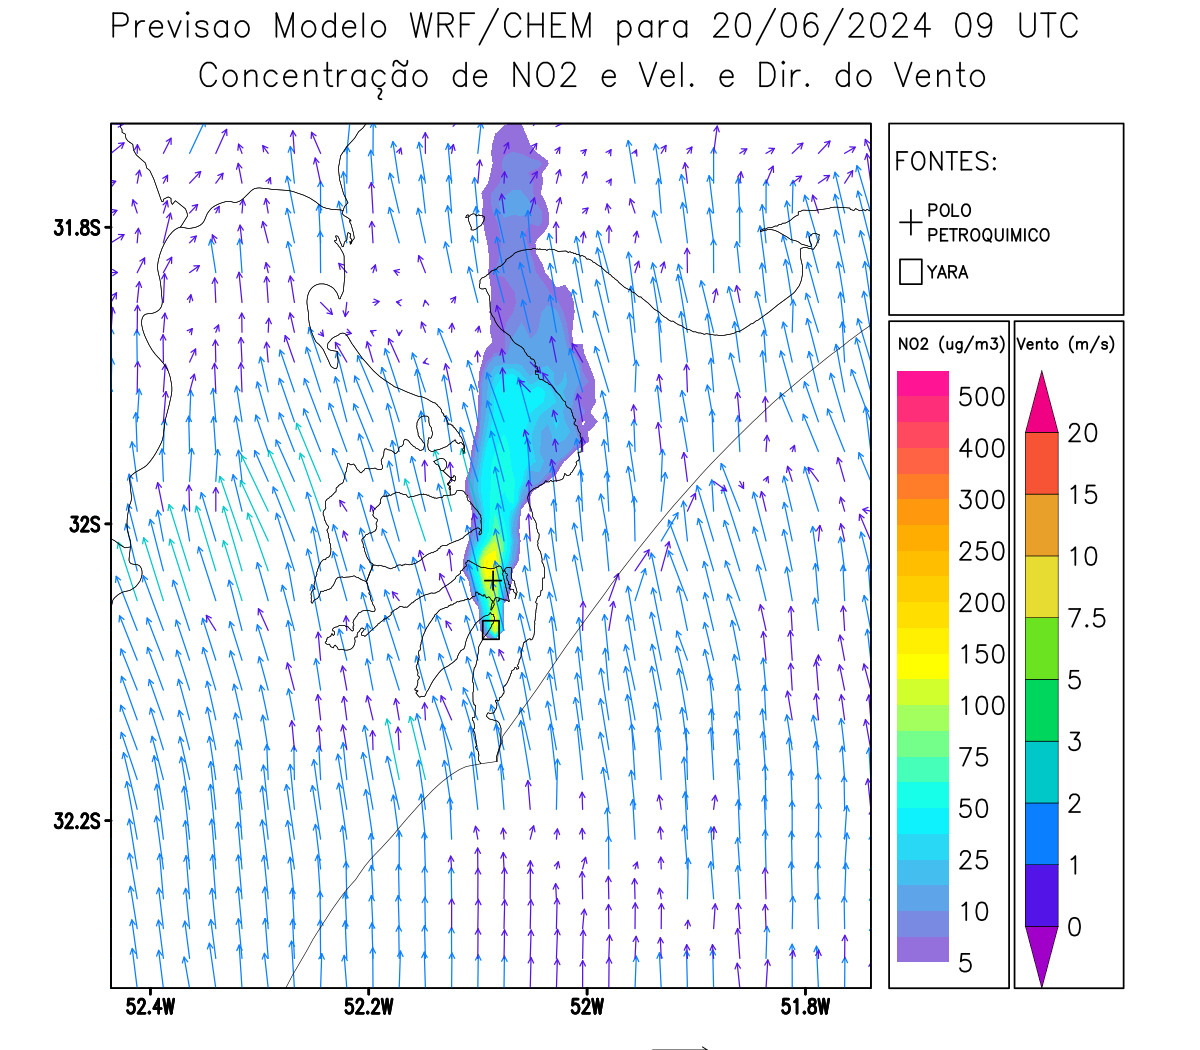 Previsao Modelo WRF/CHEM para 20/06/2024 09 UTC
Concentração de NO2 e Vel. e Dir. do Vento
FONTES:
POLO
PETROQUIMICO
YARA
NO2 (ug/m3)
500
400
300
250
200
150
100
75
50
25
10
5
Vento (m/s)
20
15
10
7.5
5
3
2
1
0
31.8S
32S
32.2S
52.4W
52.2W
52W
51.8W